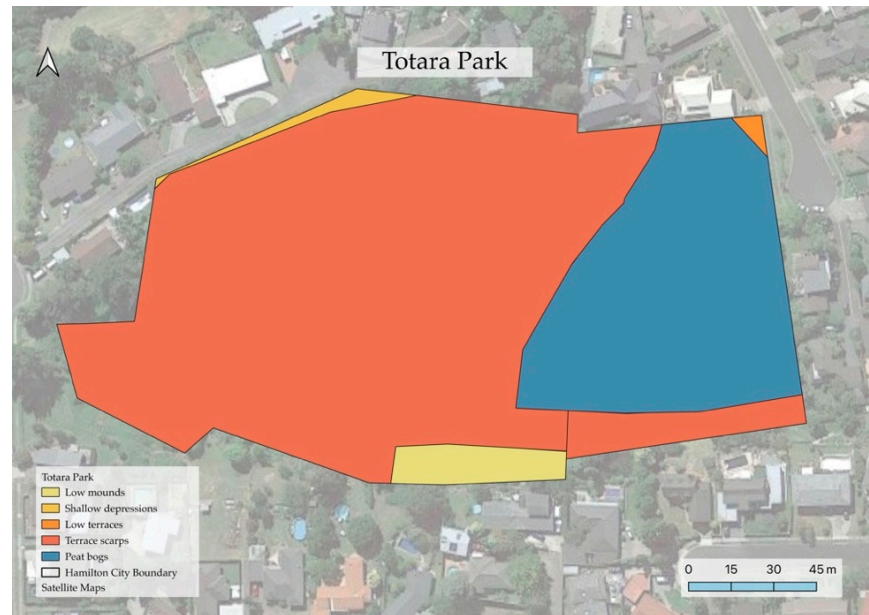 Totara Park
Totara Park
Low mounds
Shallow depressions
Low terraces
Terrace scarps
Peat bogs
Hamilton City Boundary
Satellite Maps
0 15 30 45 m